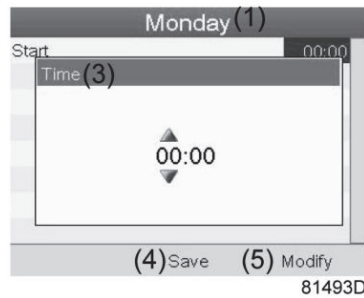 Monday (1)
Start 00:00
Time (3)
00:00
(4) Save (5) Modify
81493D